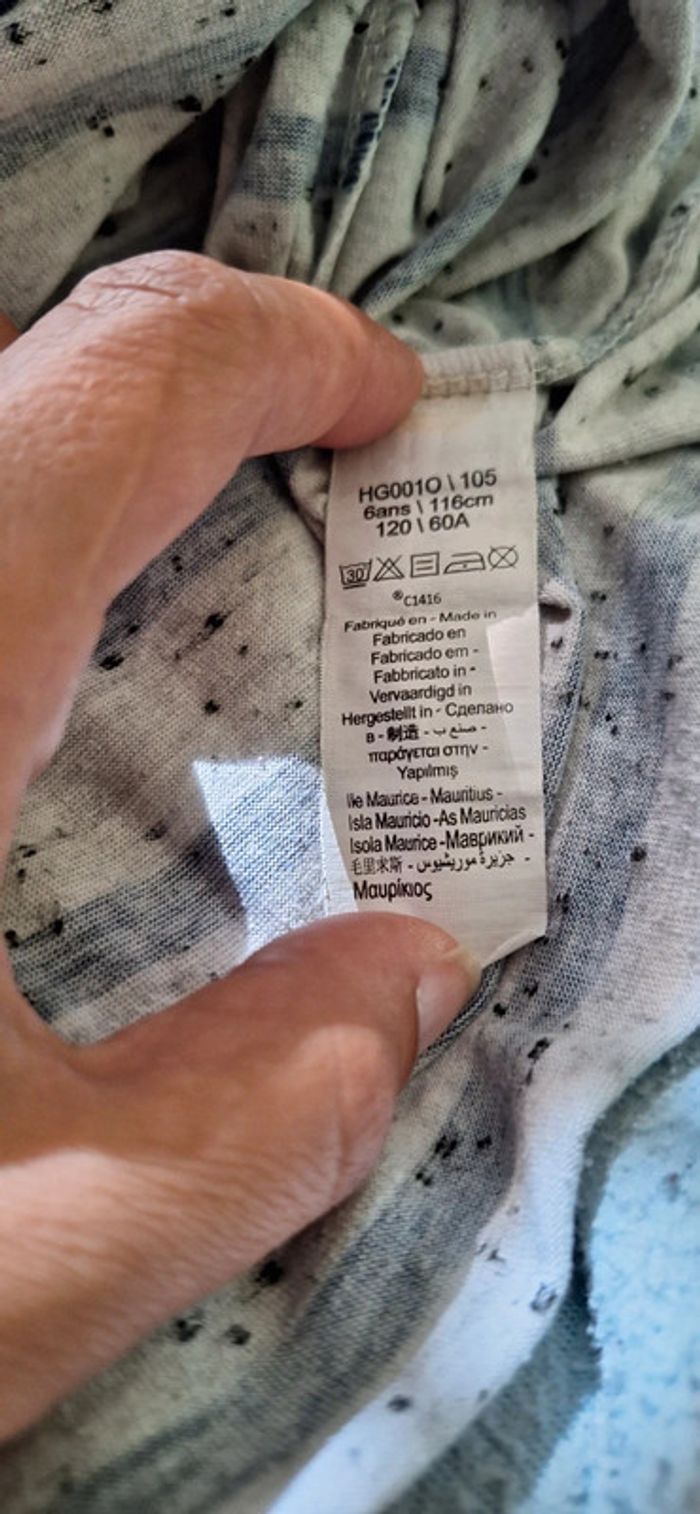 HG001O \ 105
6ans \ 116cm
120 \ 60A
30
®C1416
Fabriqué en - Made in
Fabricado en
Fabricado em -
Fabbricato in -
Vervaardigd in
Hergestellt in - Сделано
в - 制造 - صنع ب -
παράγεται στην -
Yapılmış
Ile Maurice - Mauritius -
Isla Mauricio -As Mauricias
Isola Maurice -Маврикий -
毛里求斯 - جزيرة موريشيوس -
Μαυρίκιος